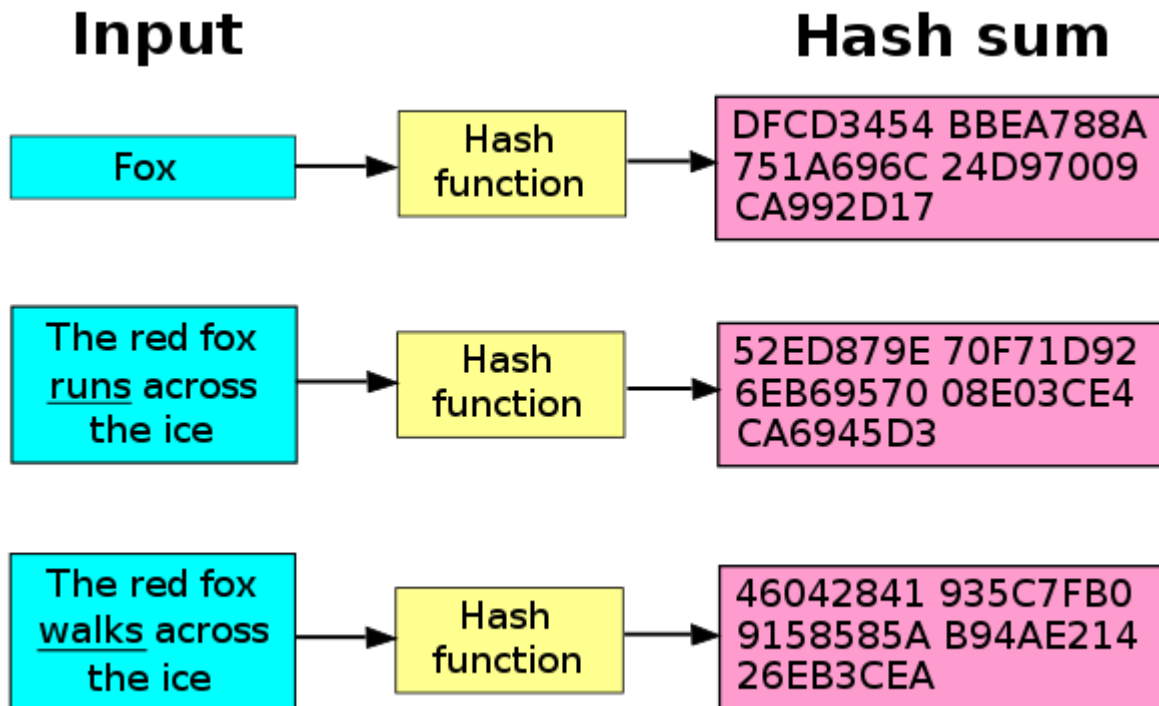 Input
Hash sum
Fox
Hash
function
DFCD3454 BBEA788A
751A696C 24D97009
CA992D17
The red fox
runs across
the ice
Hash
function
52ED879E 70F71D92
6EB69570 08E03CE4
CA6945D3
The red fox
walks across
the ice
Hash
function
46042841 935C7FB0
9158585A B94AE214
26EB3CEA